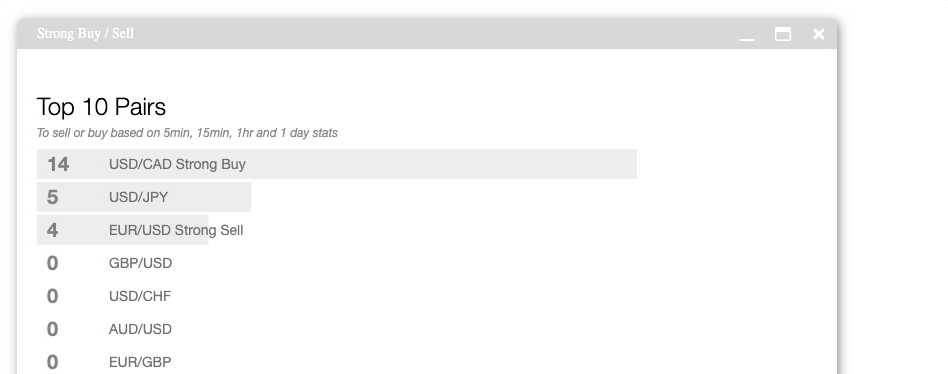 Strong Buy / Sell
Top 10 Pairs
To sell or buy based on 5min, 15min, 1hr and 1 day stats
14 USD/CAD Strong Buy
5 USD/JPY
4 EUR/USD Strong Sell
0 GBP/USD
0 USD/CHF
0 AUD/USD
0 EUR/GBP